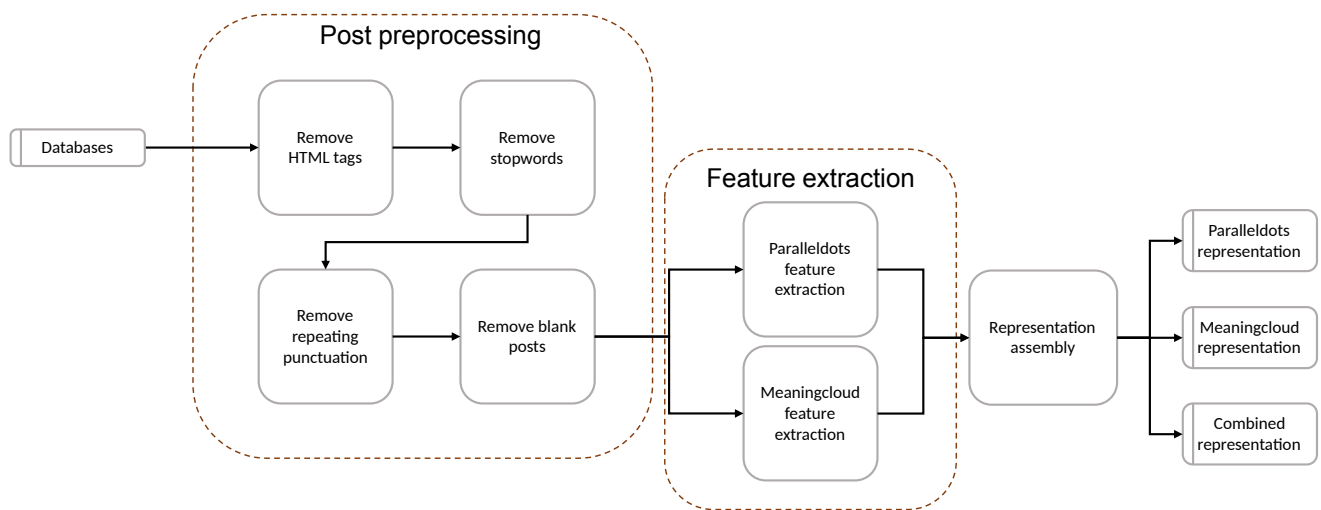 Post preprocessing
Databases
Remove
HTML tags
Remove
stopwords
Remove
repeating
punctuation
Remove blank
posts
Feature extraction
Paralleldots
feature
extraction
Meaningcloud
feature
extraction
Representation
assembly
Paralleldots
representation
Meaningcloud
representation
Combined
representation